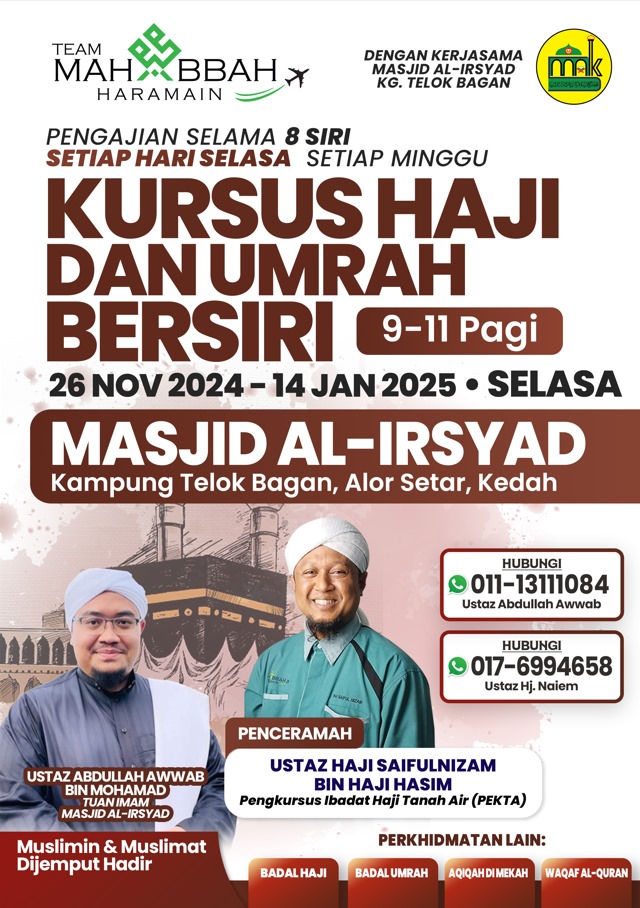 TEAM
MAHABBAH
HARAMAIN
DENGAN KERJASAMA
MASJID AL-IRSYAD
KG. TELOK BAGAN
mak
PENGAJIAN SELAMA 8 SIRI
SETIAP HARI SELASA SETIAP MINGGU
KURSUS HAJI
DAN UMRAH
BERSIRI
9-11 Pagi
26 NOV 2024 - 14 JAN 2025 • SELASA
MASJID AL-IRSYAD
Kampung Telok Bagan, Alor Setar, Kedah
HUBUNGI
011-13111084
Ustaz Abdullah Awwab
HUBUNGI
017-6994658
Ustaz Hj. Naiem
PENCERAMAH
USTAZ HAJI SAIFULNIZAM
BIN HAJI HASIM
Pengkursus Ibadat Haji Tanah Air (PEKTA)
USTAZ ABDULLAH AWWAB
BIN MOHAMAD
TUAN IMAM
MASJID AL-IRSYAD
Muslimin & Muslimat
Dijemput Hadir
PERKHIDMATAN LAIN:
BADAL HAJI
BADAL UMRAH
AQIQAH DI MEKAH
WAQAF AL-QURAN